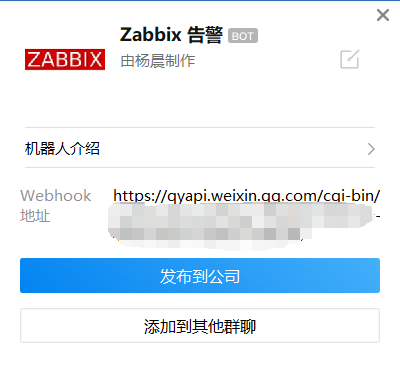 Zabbix 告警 BOT
ZABBIX
由杨晨制作
机器人介绍
Webhook https://qyapi.weixin.qq.com/cgi-bin/
地址
发布到公司
添加到其他群聊